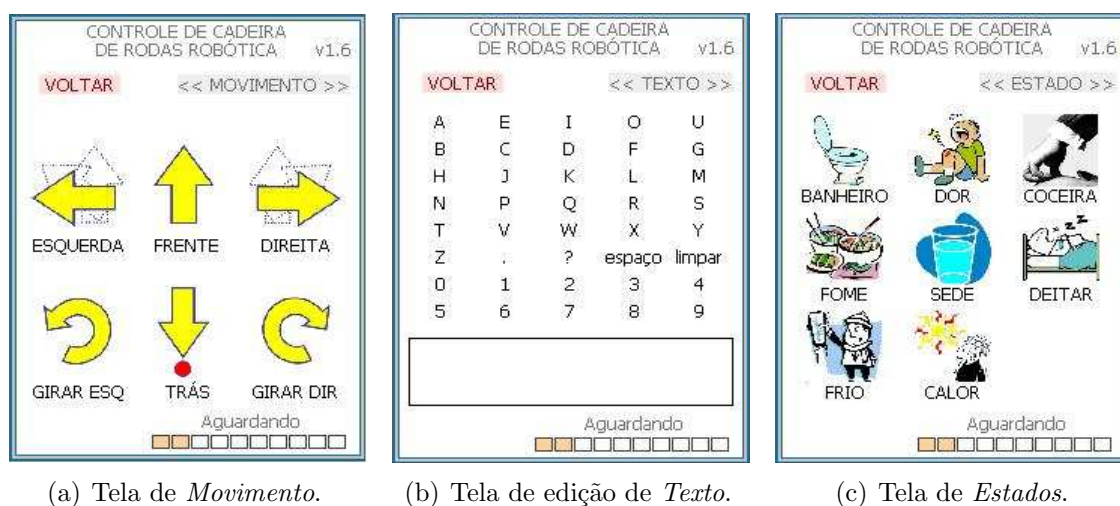 CONTROLE DE CADEIRA
DE RODAS ROBÓTICA v1.6
VOLTAR << MOVIMENTO >>
ESQUERDA FRENTE DIREITA
GIRAR ESQ TRÁS GIRAR DIR
Aguardando
(a) Tela de Movimento.
CONTROLE DE CADEIRA
DE RODAS ROBÓTICA v1.6
VOLTAR << TEXTO >>
A E I O U
B C D F G
H J K L M
N P Q R S
T V W X Y
Z . ? espaço limpar
0 1 2 3 4
5 6 7 8 9
Aguardando
(b) Tela de edição de Texto.
CONTROLE DE CADEIRA
DE RODAS ROBÓTICA v1.6
VOLTAR << ESTADO >>
BANHEIRO DOR COCEIRA
FOME SEDE DEITAR
FRIO CALOR
Aguardando
(c) Tela de Estados.